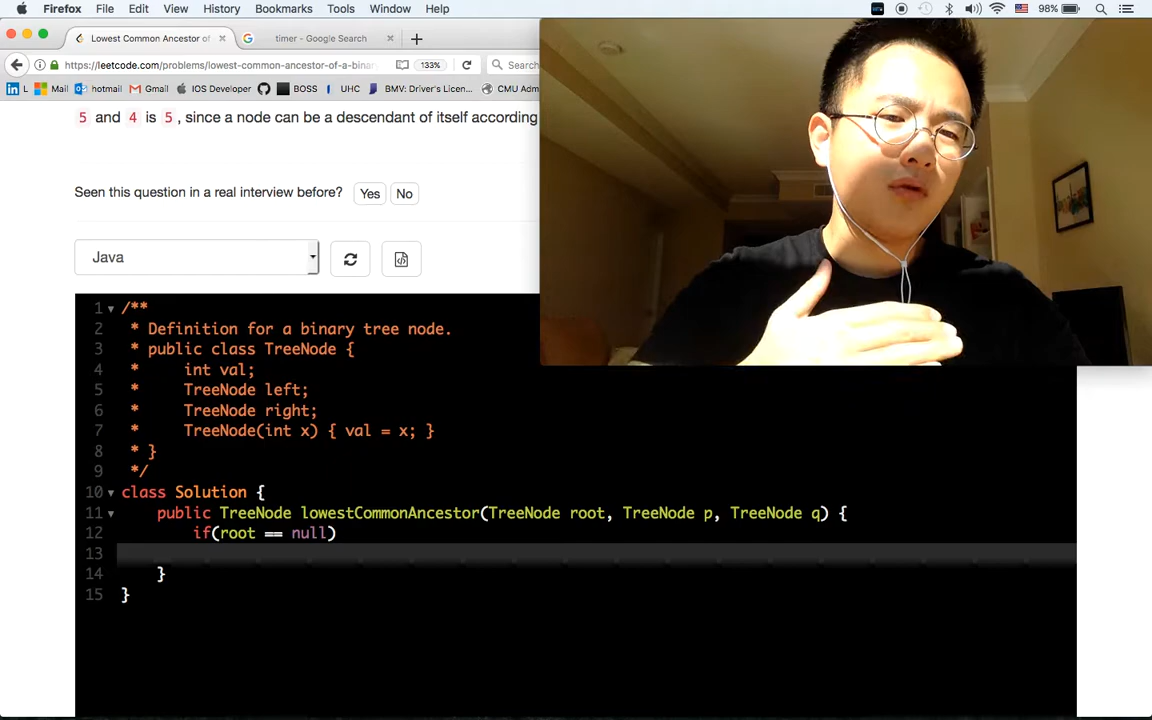 Firefox File Edit View History Bookmarks Tools Window Help 98%
Lowest Common Ancestor of timer - Google Search
https://leetcode.com/problems/lowest-common-ancestor-of-a-binar 133% Search
L Mail hotmail Gmail IOS Developer BOSS UHC BMV: Driver's Licen... CMU Adm
5 and 4 is 5 , since a node can be a descendant of itself according
Seen this question in a real interview before? Yes No
Java
1 /**
2 * Definition for a binary tree node.
3 * public class TreeNode {
4 * int val;
5 * TreeNode left;
6 * TreeNode right;
7 * TreeNode(int x) { val = x; }
8 * }
9 */
10 class Solution {
11 public TreeNode lowestCommonAncestor(TreeNode root, TreeNode p, TreeNode q) {
12 if(root == null)
13
14 }
15 }